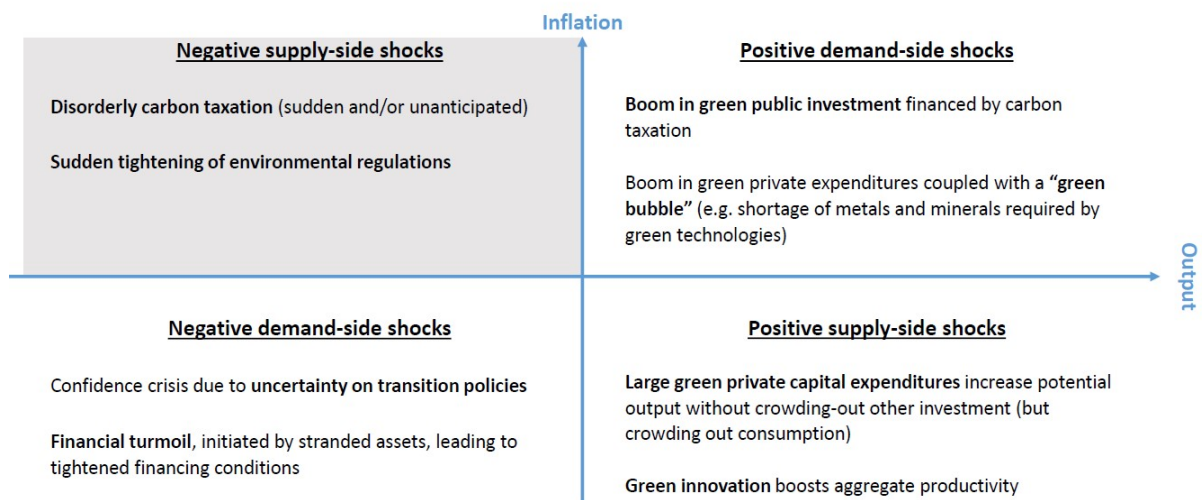 Inflation
Negative supply-side shocks
Disorderly carbon taxation (sudden and/or unanticipated)
Sudden tightening of environmental regulations
Positive demand-side shocks
Boom in green public investment financed by carbon
taxation
Boom in green private expenditures coupled with a “green
bubble” (e.g. shortage of metals and minerals required by
green technologies)
Output
Negative demand-side shocks
Confidence crisis due to uncertainty on transition policies
Financial turmoil, initiated by stranded assets, leading to
tightened financing conditions
Positive supply-side shocks
Large green private capital expenditures increase potential
output without crowding-out other investment (but
crowding out consumption)
Green innovation boosts aggregate productivity